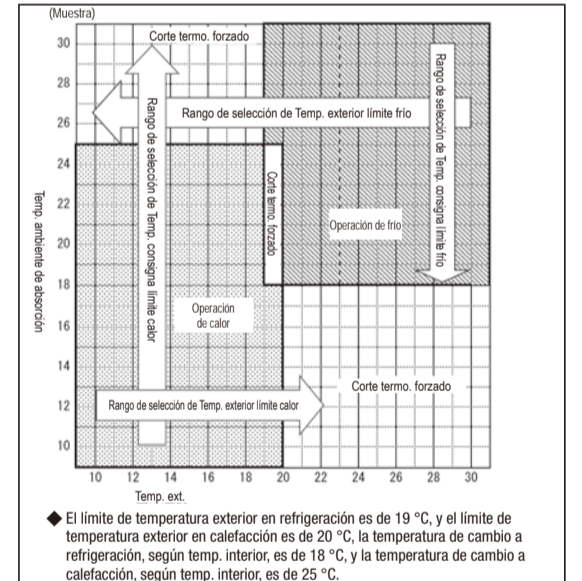 (Muestra)
Corte termo. forzado
Rango de selección de Temp. exterior límite frío
Rango de selección de Temp. consigna límite calor
Rango de selección de Temp. consigna límite frío
Corte termo. forzado
Operación de frío
Operación
de calor
Corte termo. forzado
Rango de selección de Temp. exterior límite calor
Temp. ambiente de absorción
30
28
26
24
22
20
18
16
14
12
10
10 12 14 16 18 20 22 24 26 28 30
Temp. ext.
◆ El límite de temperatura exterior en refrigeración es de 19 °C, y el límite de
temperatura exterior en calefacción es de 20 °C, la temperatura de cambio a
refrigeración, según temp. interior, es de 18 °C, y la temperatura de cambio a
calefacción, según temp. interior, es de 25 °C.